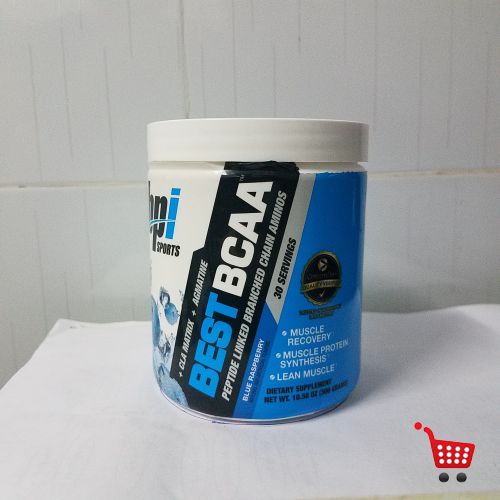 bpi
SPORTS
+ CLA MATRIX + AGMATINE
BEST BCAA™
PEPTIDE LINKED BRANCHED CHAIN AMINOS
30 SERVINGS
BLUE RASPBERRY
MUSCLE
RECOVERY
MUSCLE PROTEIN
SYNTHESIS
LEAN MUSCLE
DIETARY SUPPLEMENT
NET WT. 10.58 OZ (300 GRAMS)